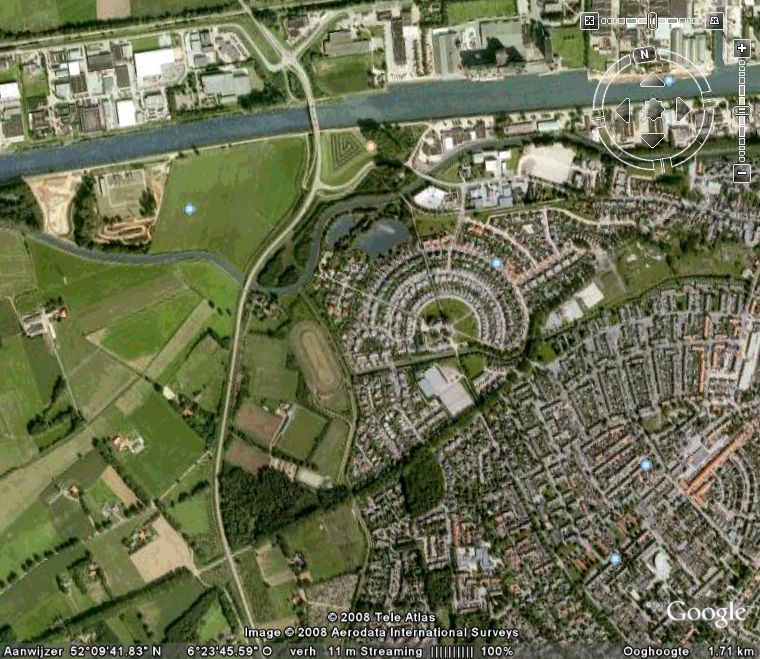 N
© 2008 Tele Atlas
Image © 2008 Aerodata International Surveys
Google
Aanwijzer 52°09'41.83" N 6°23'45.59" O verh 11 m Streaming |||||||||| 100% Ooghoogte 1.71 km